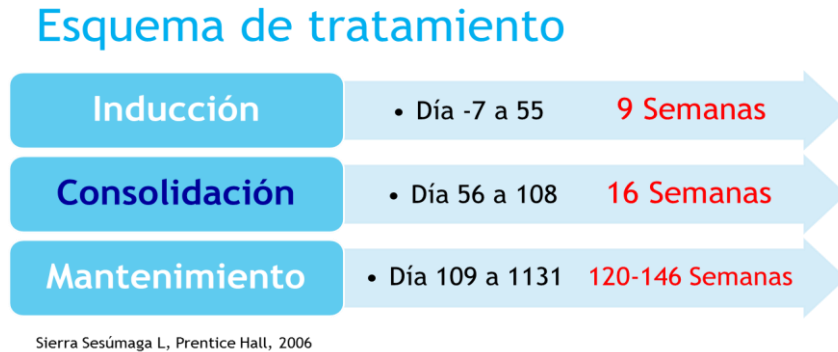 Esquema de tratamiento
Inducción • Día -7 a 55 9 Semanas
Consolidación • Día 56 a 108 16 Semanas
Mantenimiento • Día 109 a 1131 120-146 Semanas
Sierra Sesúmaga L, Prentice Hall, 2006